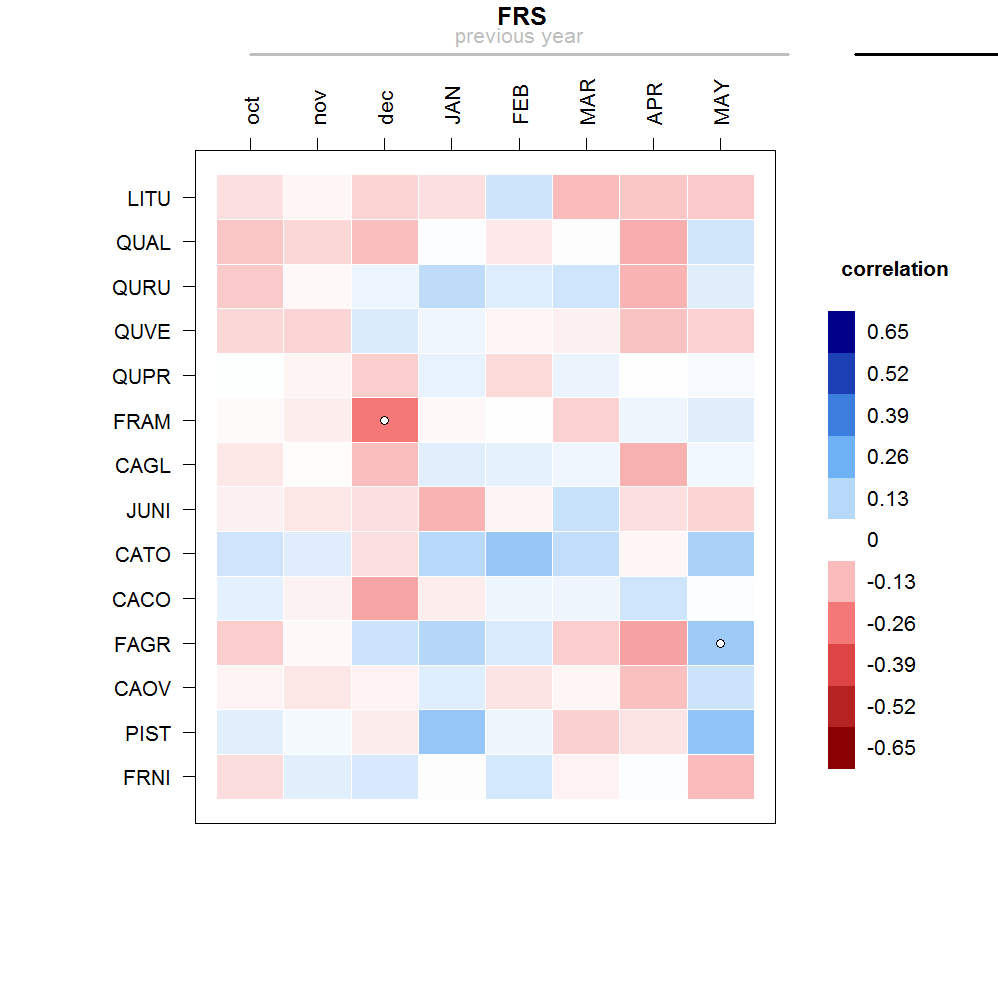 FRS
previous year
oct nov dec JAN FEB MAR APR MAY
LITU
QUAL
QURU
QUVE
QUPR
FRAM
CAGL
JUNI
CATO
CACO
FAGR
CAOV
PIST
FRNI
correlation
0.65
0.52
0.39
0.26
0.13
0
-0.13
-0.26
-0.39
-0.52
-0.65